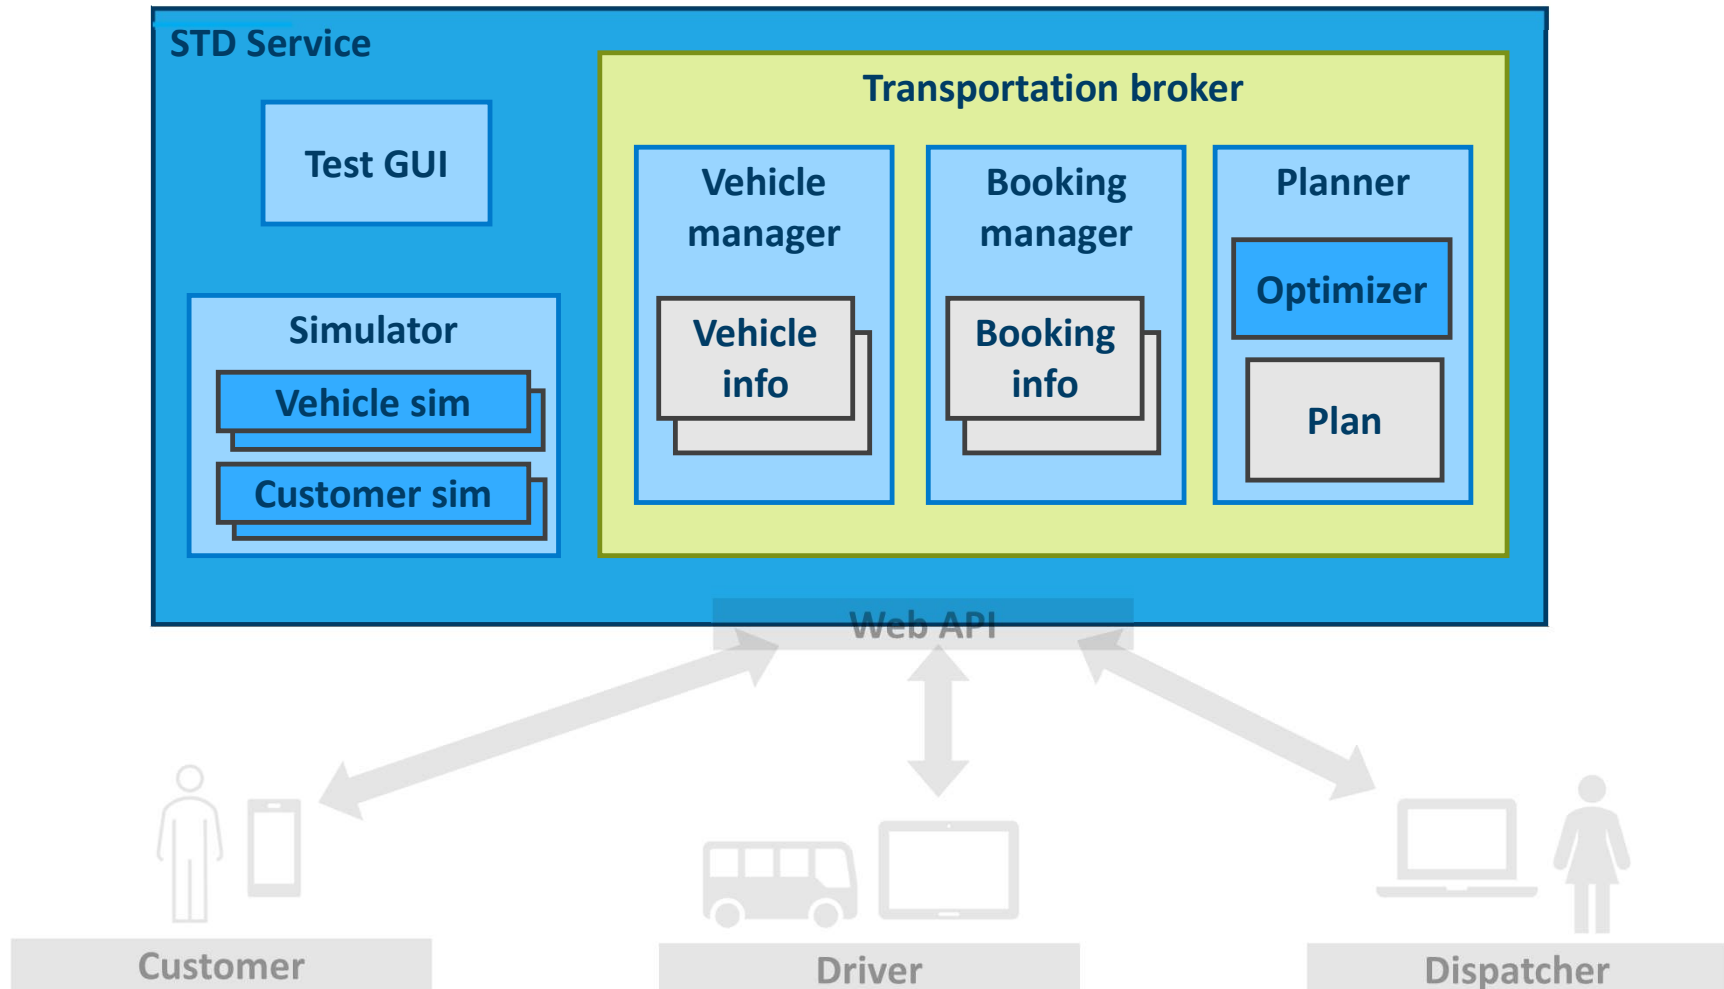 STD Service
Transportation broker
Test GUI
Vehicle
manager
Booking
manager
Planner
Optimizer
Vehicle
info
Booking
info
Plan
Simulator
Vehicle sim
Customer sim
Web API
Customer
Driver
Dispatcher